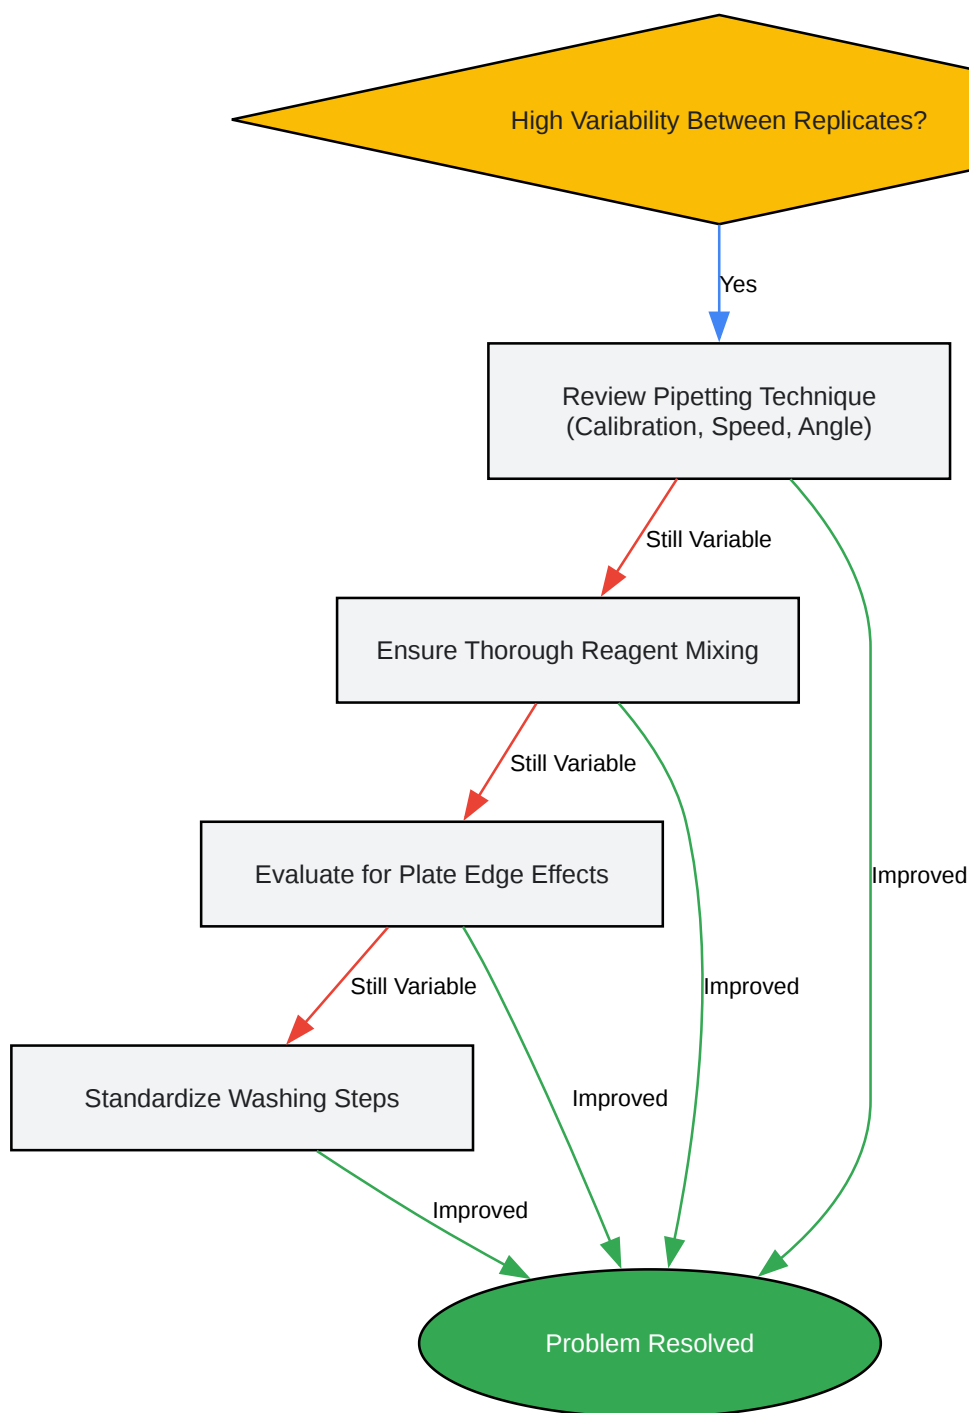 High Variability Between Replicates?
Yes
Review Pipetting Technique
(Calibration, Speed, Angle)
Still Variable
Ensure Thorough Reagent Mixing
Still Variable
Evaluate for Plate Edge Effects
Improved
Still Variable
Improved
Standardize Washing Steps
Improved
Improved
Problem Resolved